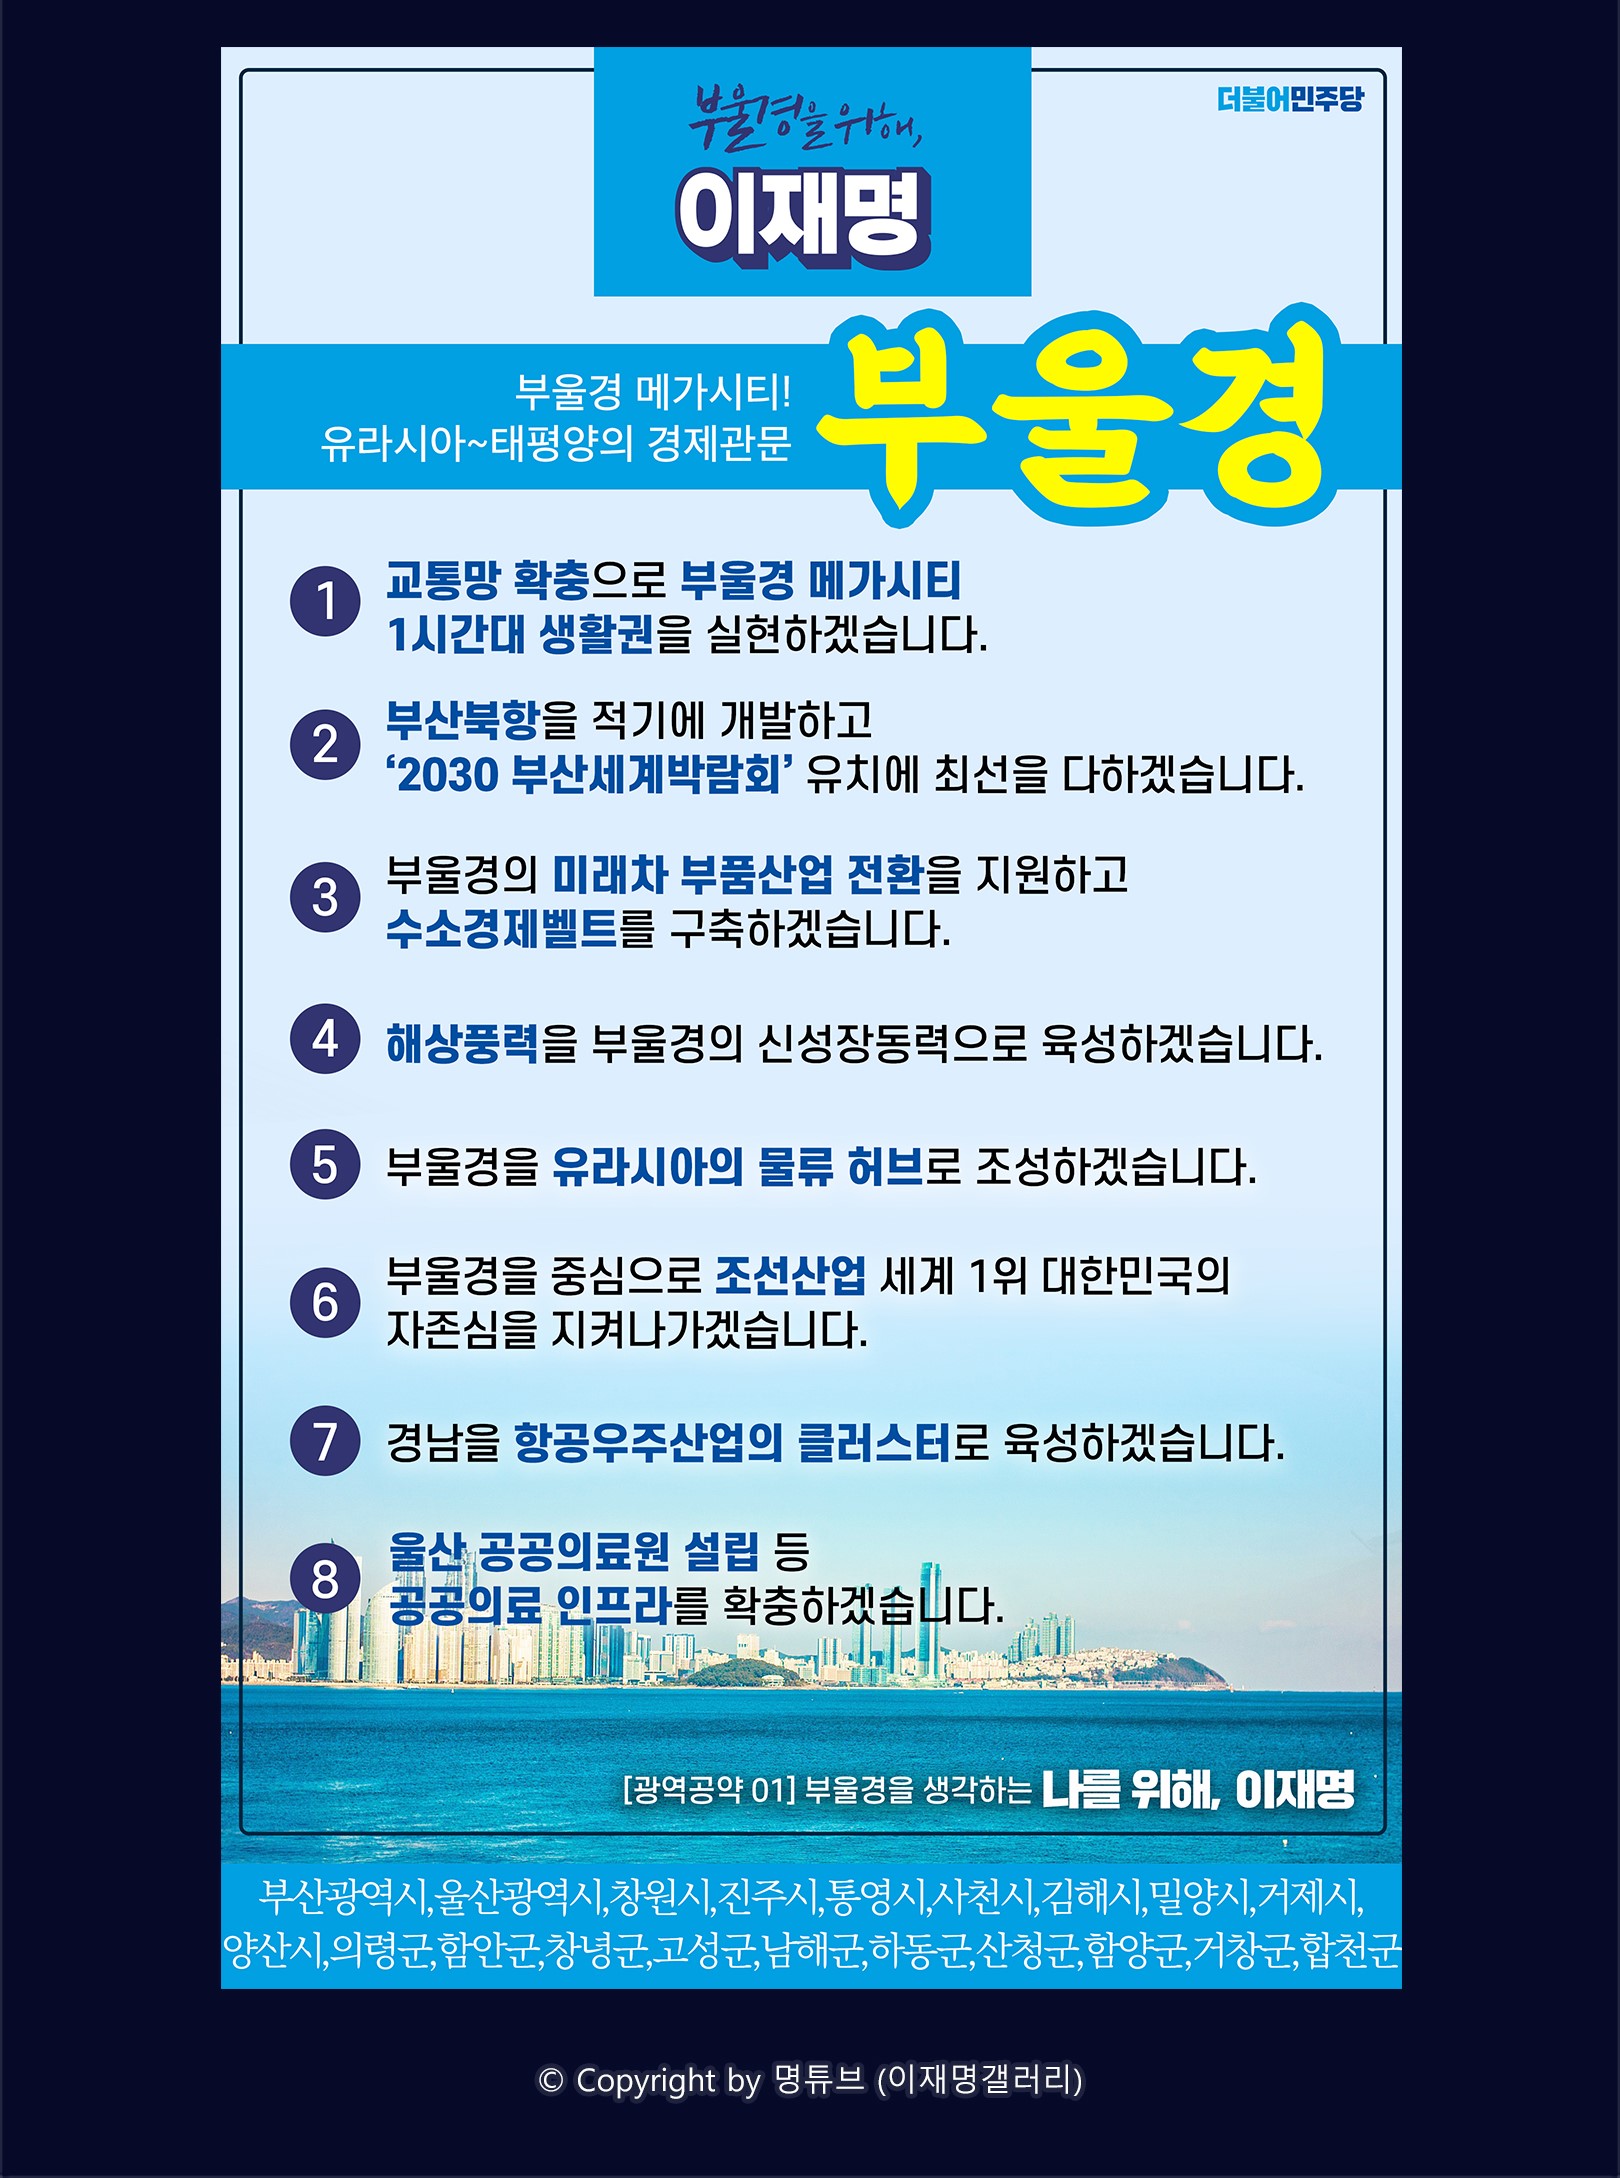 더불어민주당
부울경을 위해,
이재명
부울경 메가시티!
유라시아~태평양의 경제관문
부울경
1 교통망 확충으로 부울경 메가시티
1시간대 생활권을 실현하겠습니다.
2 부산북항을 적기에 개발하고
‘2030 부산세계박람회’ 유치에 최선을 다하겠습니다.
3 부울경의 미래차 부품산업 전환을 지원하고
수소경제벨트를 구축하겠습니다.
4 해상풍력을 부울경의 신성장동력으로 육성하겠습니다.
5 부울경을 유라시아의 물류 허브로 조성하겠습니다.
6 부울경을 중심으로 조선산업 세계 1위 대한민국의
자존심을 지켜나가겠습니다.
7 경남을 항공우주산업의 클러스터로 육성하겠습니다.
8 울산 공공의료원 설립 등
공공의료 인프라를 확충하겠습니다.
[광역공약 01] 부울경을 생각하는 나를 위해, 이재명
부산광역시,울산광역시,창원시,진주시,통영시,사천시,김해시,밀양시,거제시,
양산시,의령군,함안군,창녕군,고성군,남해군,하동군,산청군,함양군,거창군,합천군
© Copyright by 명튜브 (이재명갤러리)